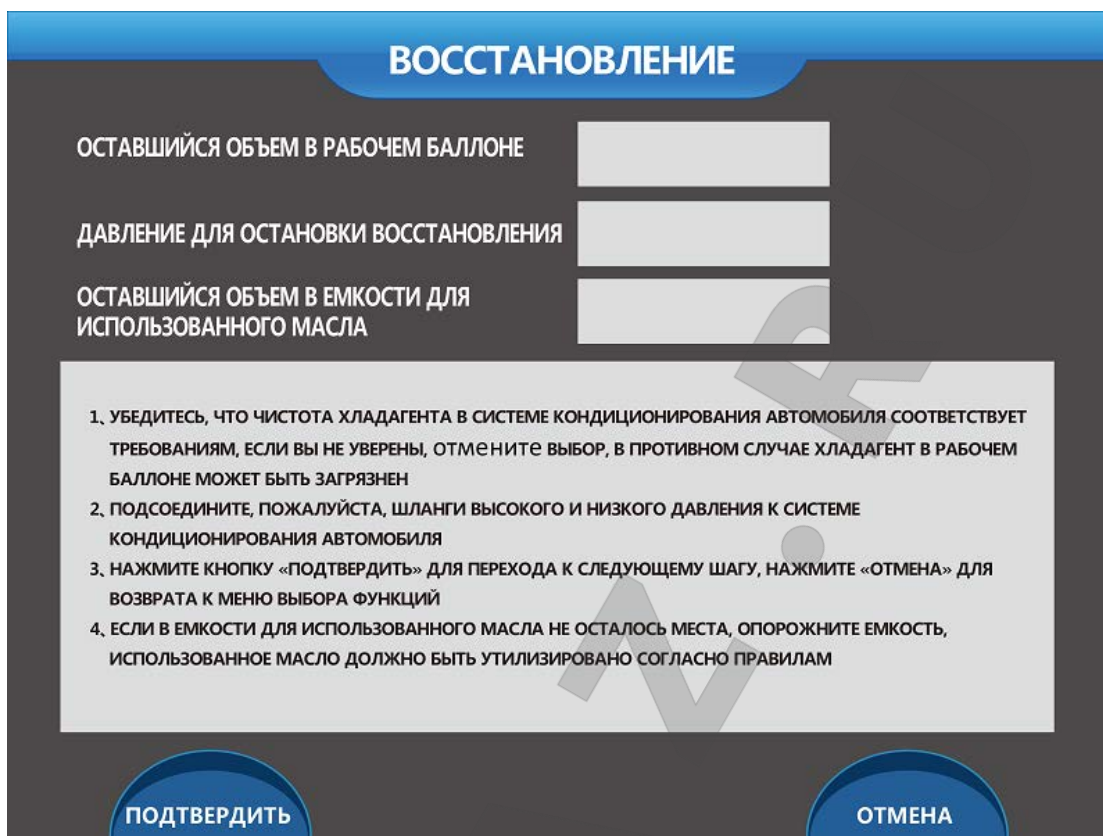 ВОССТАНОВЛЕНИЕ
ОСТАВШИЙСЯ ОБЪЕМ В РАБОЧЕМ БАЛЛОНЕ
ДАВЛЕНИЕ ДЛЯ ОСТАНОВКИ ВОССТАНОВЛЕНИЯ
ОСТАВШИЙСЯ ОБЪЕМ В ЕМКОСТИ ДЛЯ
ИСПОЛЬЗОВАННОГО МАСЛА
1、УБЕДИТЕСЬ, ЧТО ЧИСТОТА ХЛАДАГЕНТА В СИСТЕМЕ КОНДИЦИОНИРОВАНИЯ АВТОМОБИЛЯ СООТВЕТСТВУЕТ
ТРЕБОВАНИЯМ, ЕСЛИ ВЫ НЕ УВЕРЕНЫ, отмените ВЫБОР, В ПРОТИВНОМ СЛУЧАЕ ХЛАДАГЕНТ В РАБОЧЕМ
БАЛЛОНЕ МОЖЕТ БЫТЬ ЗАГРЯЗНЕН
2、ПОДСОЕДИНИТЕ, ПОЖАЛУЙСТА, ШЛАНГИ ВЫСОКОГО И НИЗКОГО ДАВЛЕНИЯ К СИСТЕМЕ
КОНДИЦИОНИРОВАНИЯ АВТОМОБИЛЯ
3、НАЖМИТЕ КНОПКУ «ПОДТВЕРДИТЬ» ДЛЯ ПЕРЕХОДА К СЛЕДУЮЩЕМУ ШАГУ, НАЖМИТЕ «ОТМЕНА» ДЛЯ
ВОЗВРАТА К МЕНЮ ВЫБОРА ФУНКЦИЙ
4、ЕСЛИ В ЕМКОСТИ ДЛЯ ИСПОЛЬЗОВАННОГО МАСЛА НЕ ОСТАЛОСЬ МЕСТА, ОПОРОЖНИТЕ ЕМКОСТЬ,
ИСПОЛЬЗОВАННОЕ МАСЛО ДОЛЖНО БЫТЬ УТИЛИЗИРОВАНО СОГЛАСНО ПРАВИЛАМ
ПОДТВЕРДИТЬ
ОТМЕНА
Z.RU